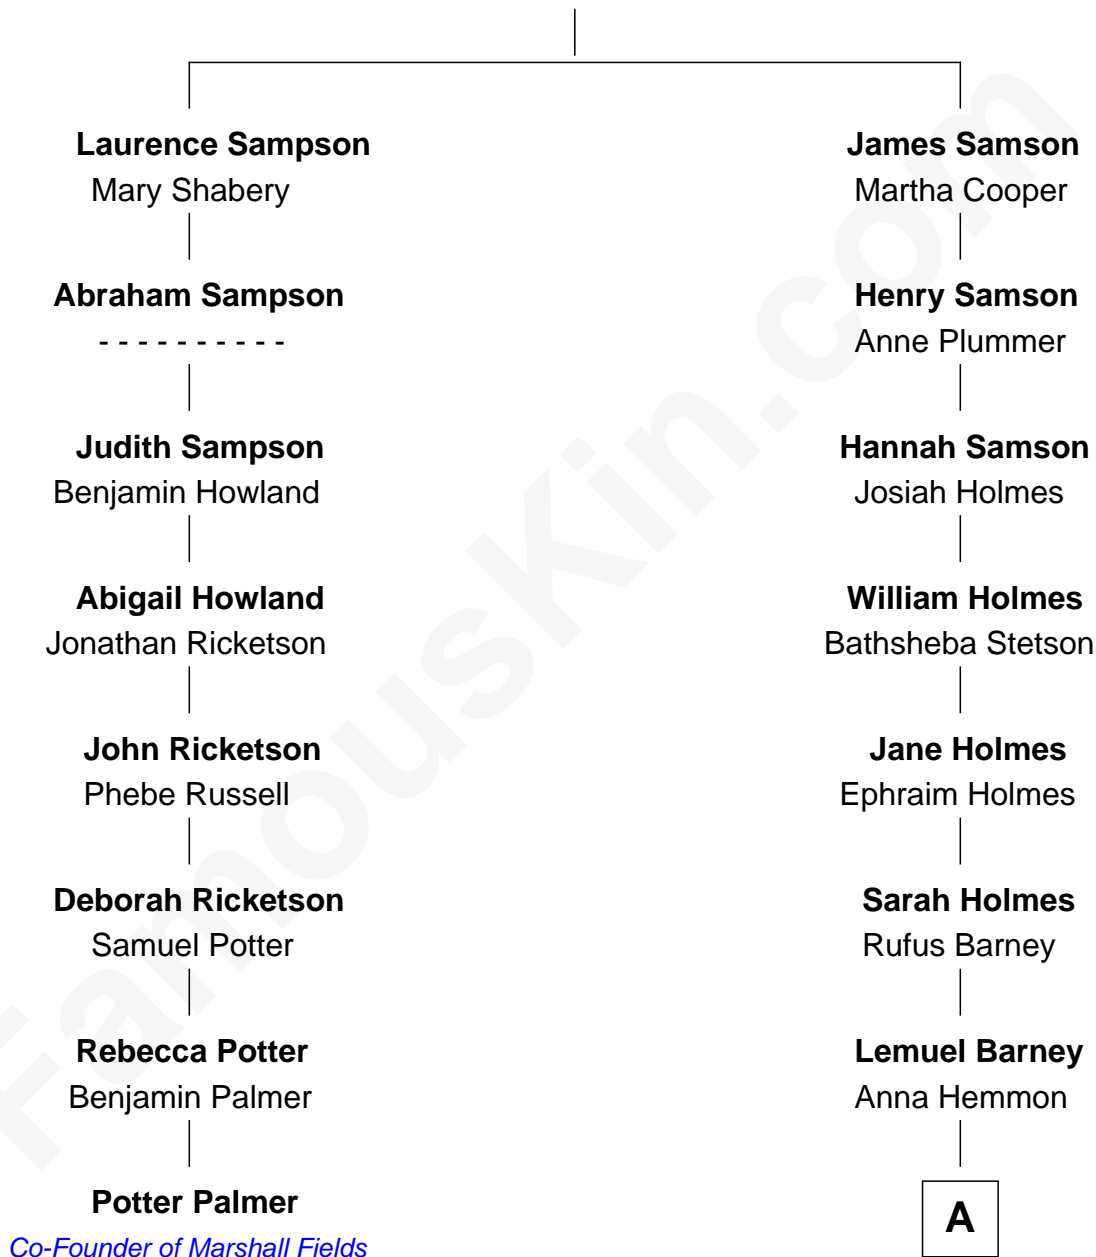 Laurence Sampson
Mary Shabery
James Samson
Martha Cooper
Abraham Sampson
- - - - - - - - - -
Henry Samson
Anne Plummer
Judith Sampson
Benjamin Howland
Hannah Samson
Josiah Holmes
Abigail Howland
Jonathan Ricketson
William Holmes
Bathsheba Stetson
John Ricketson
Phebe Russell
Jane Holmes
Ephraim Holmes
Deborah Ricketson
Samuel Potter
Sarah Holmes
Rufus Barney
Rebecca Potter
Benjamin Palmer
Lemuel Barney
Anna Hemmon
Potter Palmer
Co-Founder of Marshall Fields
A
FamousKin.com